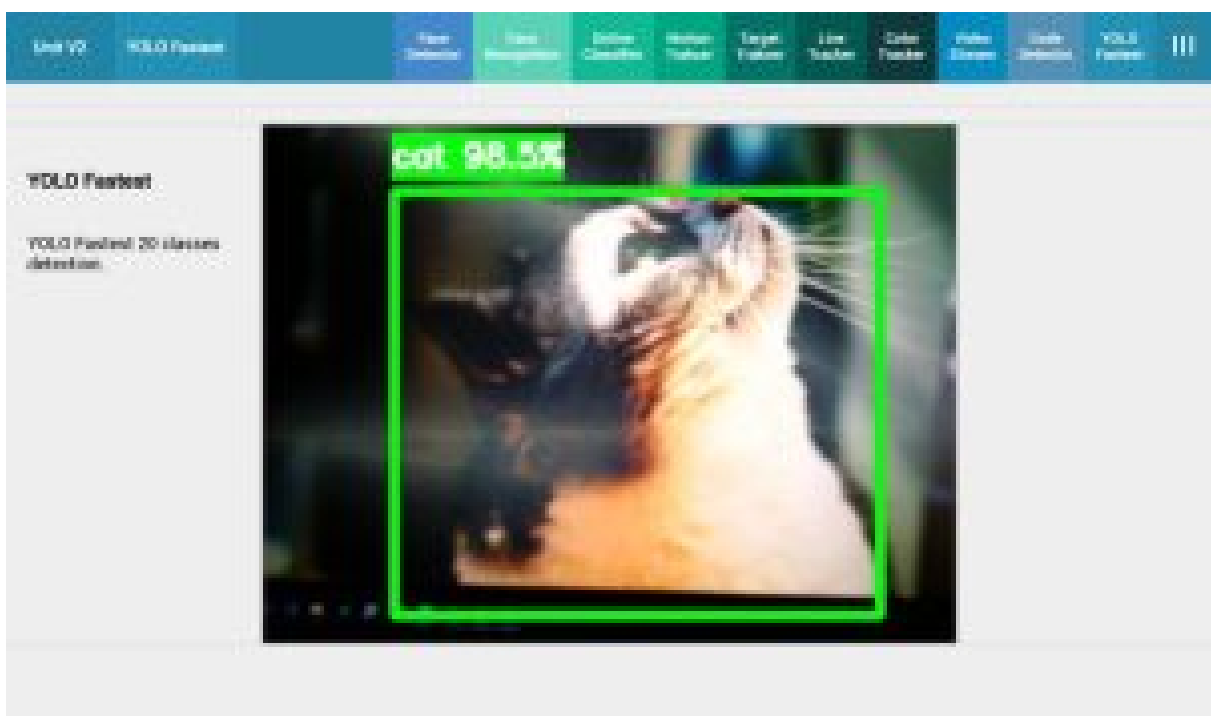 Unit V2
YOLO Fastest
Face
Detector
Face
Recognition
Online
Classifier
Motion
Tracker
Target
Tracker
Line
Tracker
Color
Tracker
Video
Stream
Code
Detector
YOLO
Fastest
YOLO Fastest
YOLO Fastest 20 classes
detection.
cat 98.5%